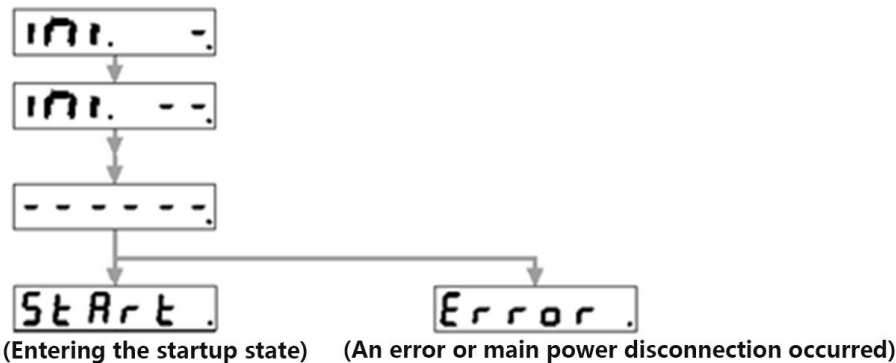 InI. -.
InI. --.
------.
StArt .
Error .
(Entering the startup state)
(An error or main power disconnection occurred)